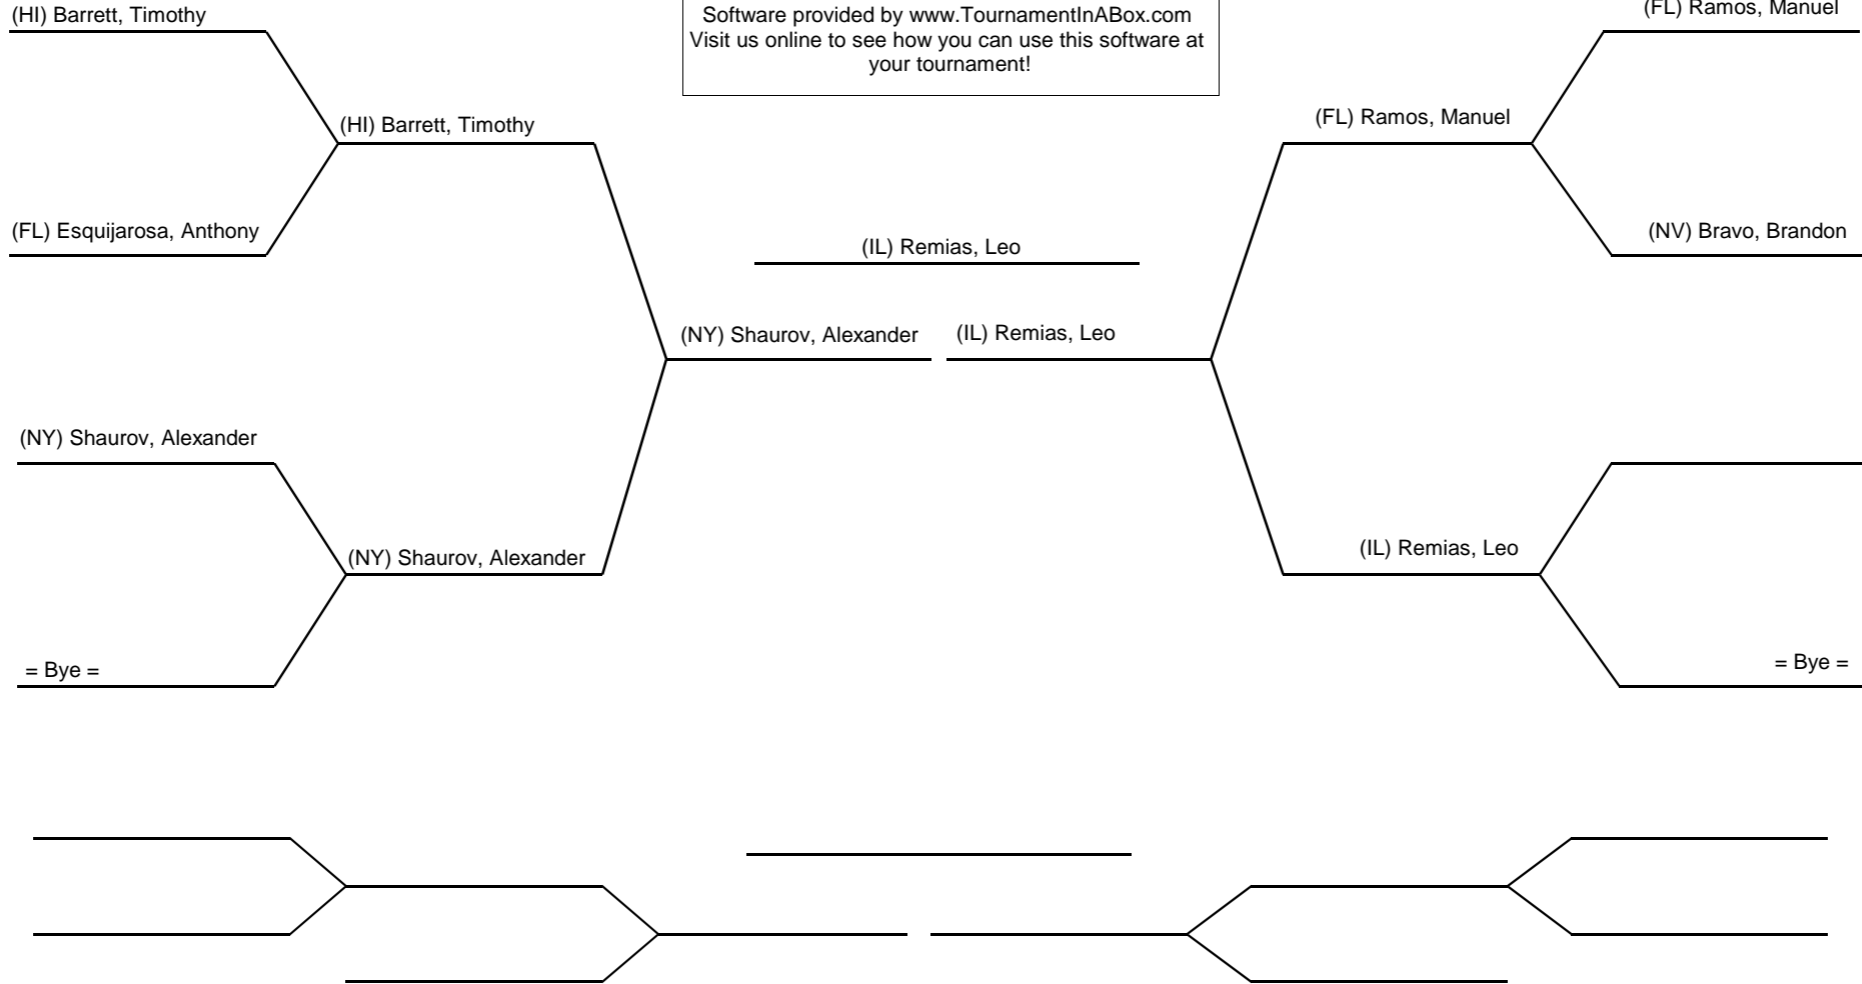 (HI) Barrett, Timothy
Software provided by www.TournamentInABox.com
Visit us online to see how you can use this software at
your tournament!
(FL) Ramos, Manuel
(HI) Barrett, Timothy
(FL) Ramos, Manuel
(FL) Esquijarosa, Anthony
(IL) Remias, Leo
(NV) Bravo, Brandon
(NY) Shaurov, Alexander
(IL) Remias, Leo
(NY) Shaurov, Alexander
(NY) Shaurov, Alexander
(IL) Remias, Leo
= Bye =
= Bye =